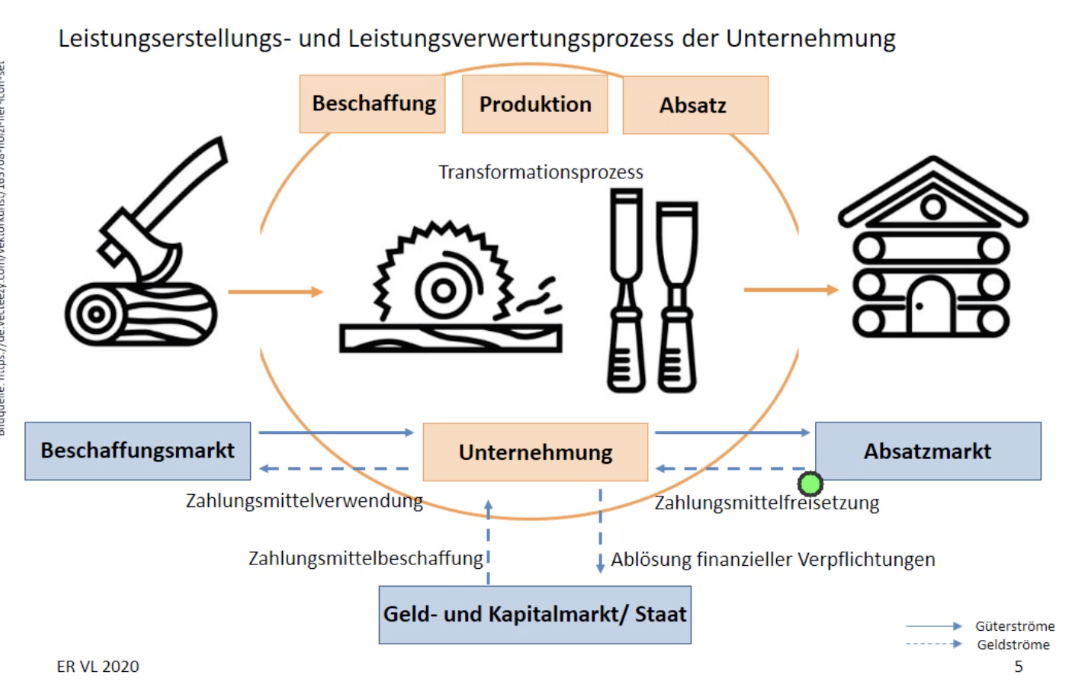 Leistungserstellungs- und Leistungsverwertungsprozess der Unternehmung
Beschaffung
Produktion
Absatz
Transformationsprozess
Beschaffungsmarkt
Unternehmung
Absatzmarkt
Zahlungsmittelverwendung
Zahlungsmittelfreisetzung
Zahlungsmittelbeschaffung
Ablösung finanzieller Verpflichtungen
Geld- und Kapitalmarkt/ Staat
Güterströme
Geldströme
ER VL 2020
5